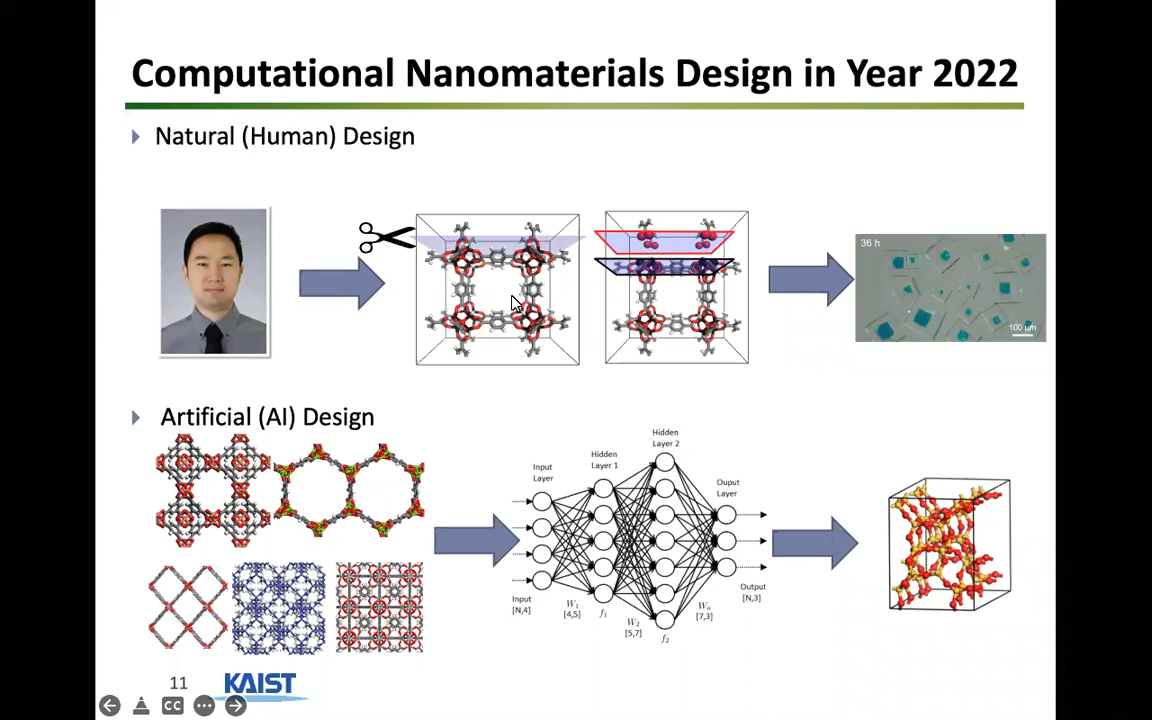 Computational Nanomaterials Design in Year 2022
Natural (Human) Design
36 h
100 µm
Artificial (AI) Design
Hidden
Layer 2
Hidden
Layer 1
Input
Layer
Ouput
Layer
Input
[N,4]
W₁
[4,5]
f₁
W₂
[5,7]
f₂
Wₒ
[7,3]
Output
[N,3]
11
KAIST
CC